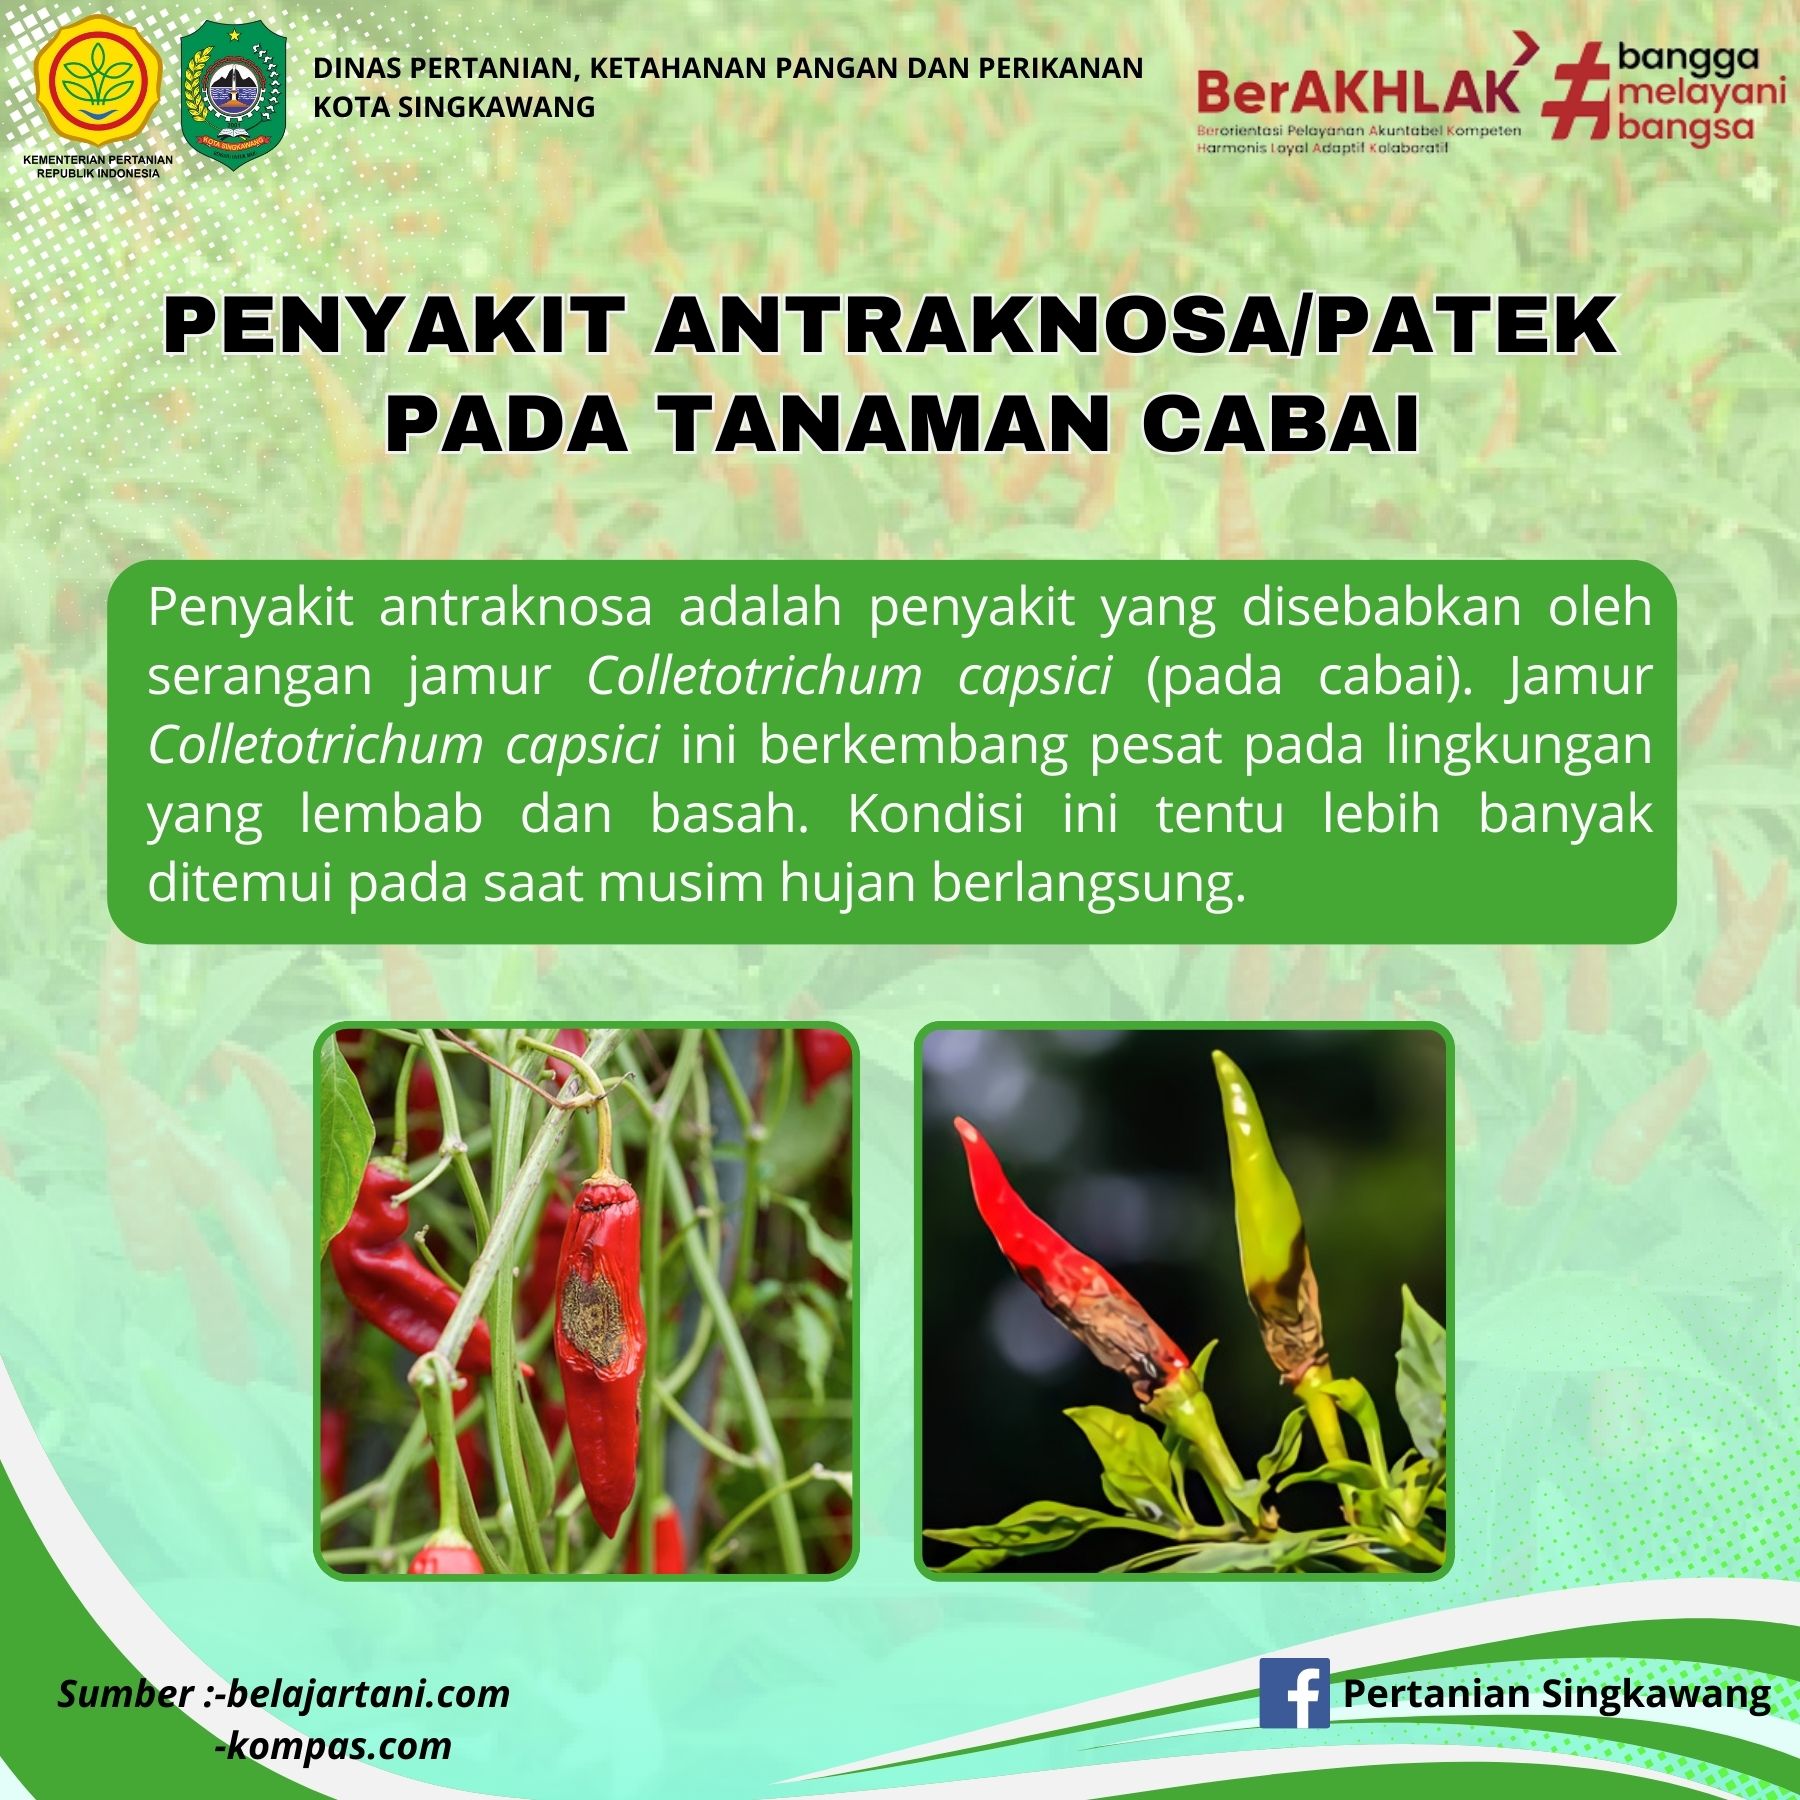 KEMENTERIAN PERTANIAN
REPUBLIK INDONESIA
KOTA SINGKAWANG
DINAS PERTANIAN, KETAHANAN PANGAN DAN PERIKANAN
KOTA SINGKAWANG
BerAKHLAK
Berorientasi Pelayanan Akuntabel Kompeten
Harmonis Loyal Adaptif Kolaboratif
#bangga
melayani
bangsa
PENYAKIT ANTRAKNOSA/PATEK
PADA TANAMAN CABAI
Penyakit antraknosa adalah penyakit yang disebabkan oleh
serangan jamur Colletotrichum capsici (pada cabai). Jamur
Colletotrichum capsici ini berkembang pesat pada lingkungan
yang lembab dan basah. Kondisi ini tentu lebih banyak
ditemui pada saat musim hujan berlangsung.
Sumber :-belajartani.com
-kompas.com
f Pertanian Singkawang